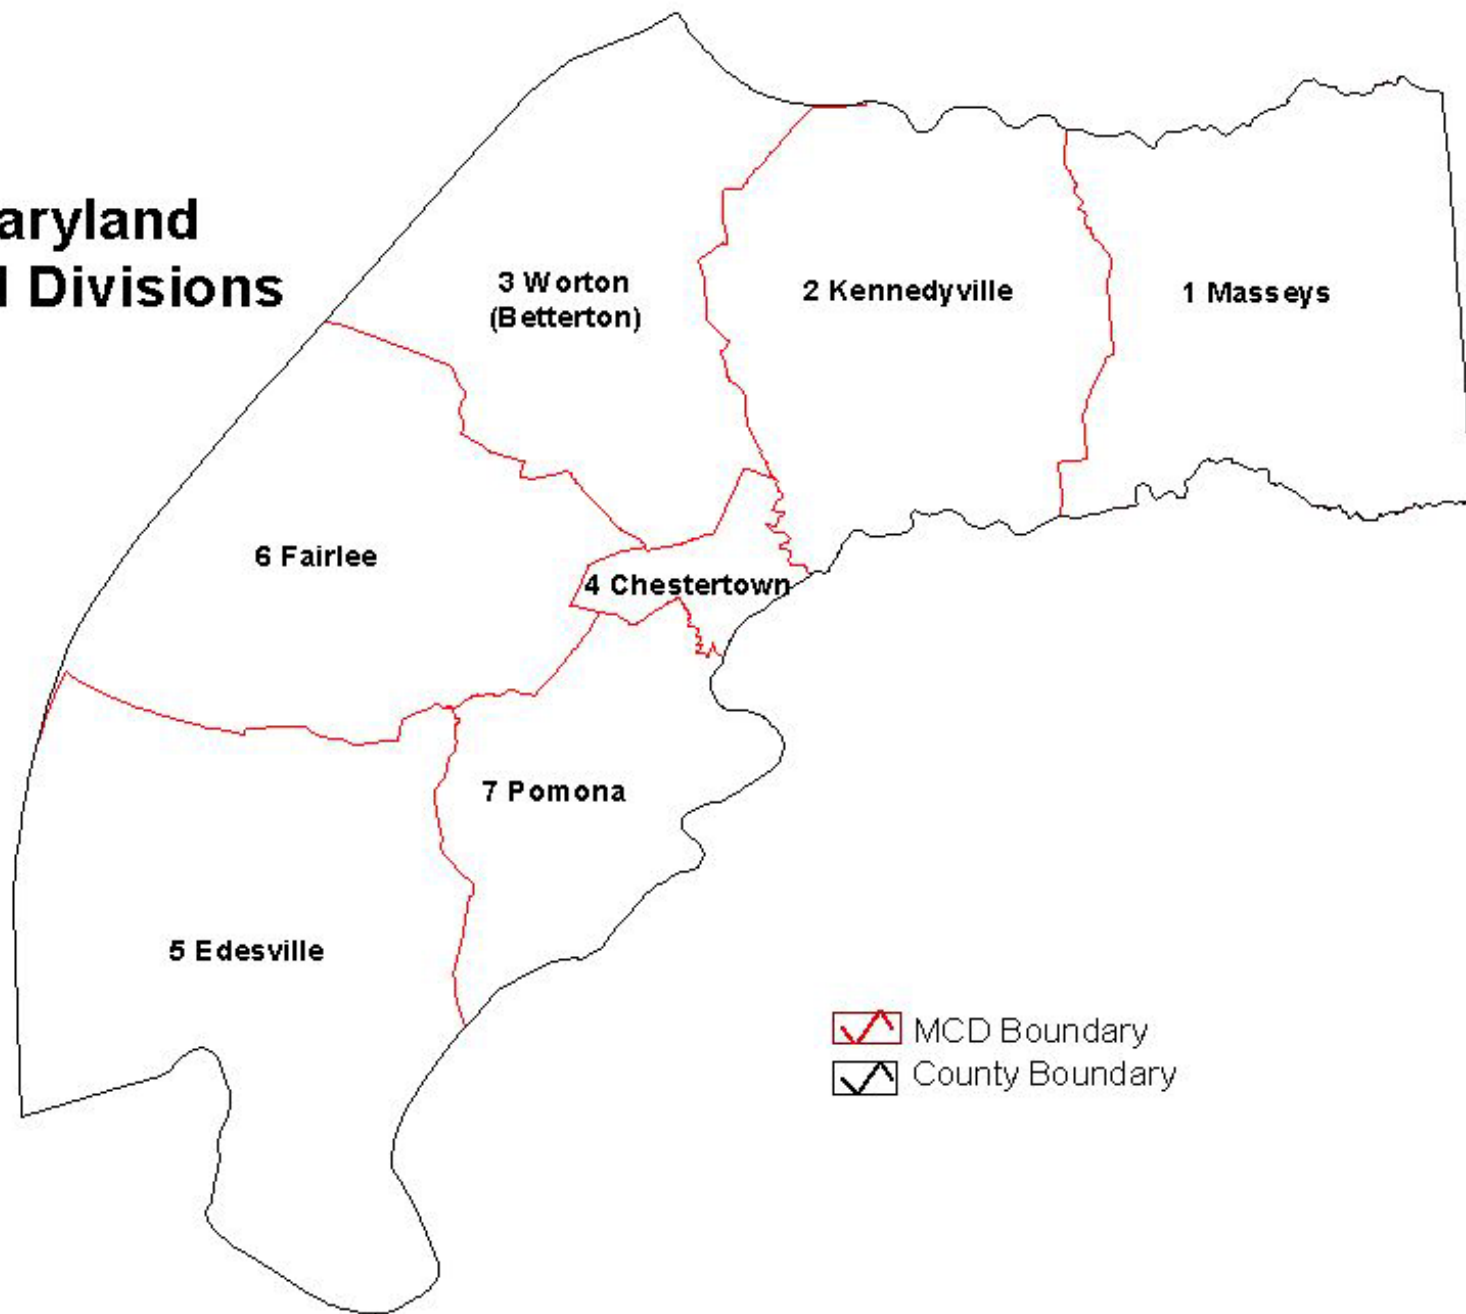 aryland
Divisions
3 Worton
(Betterton)
2 Kennedyville
1 Masseys
6 Fairlee
4 Chestertown
7 Pomona
5 Edesville
MCD Boundary
County Boundary